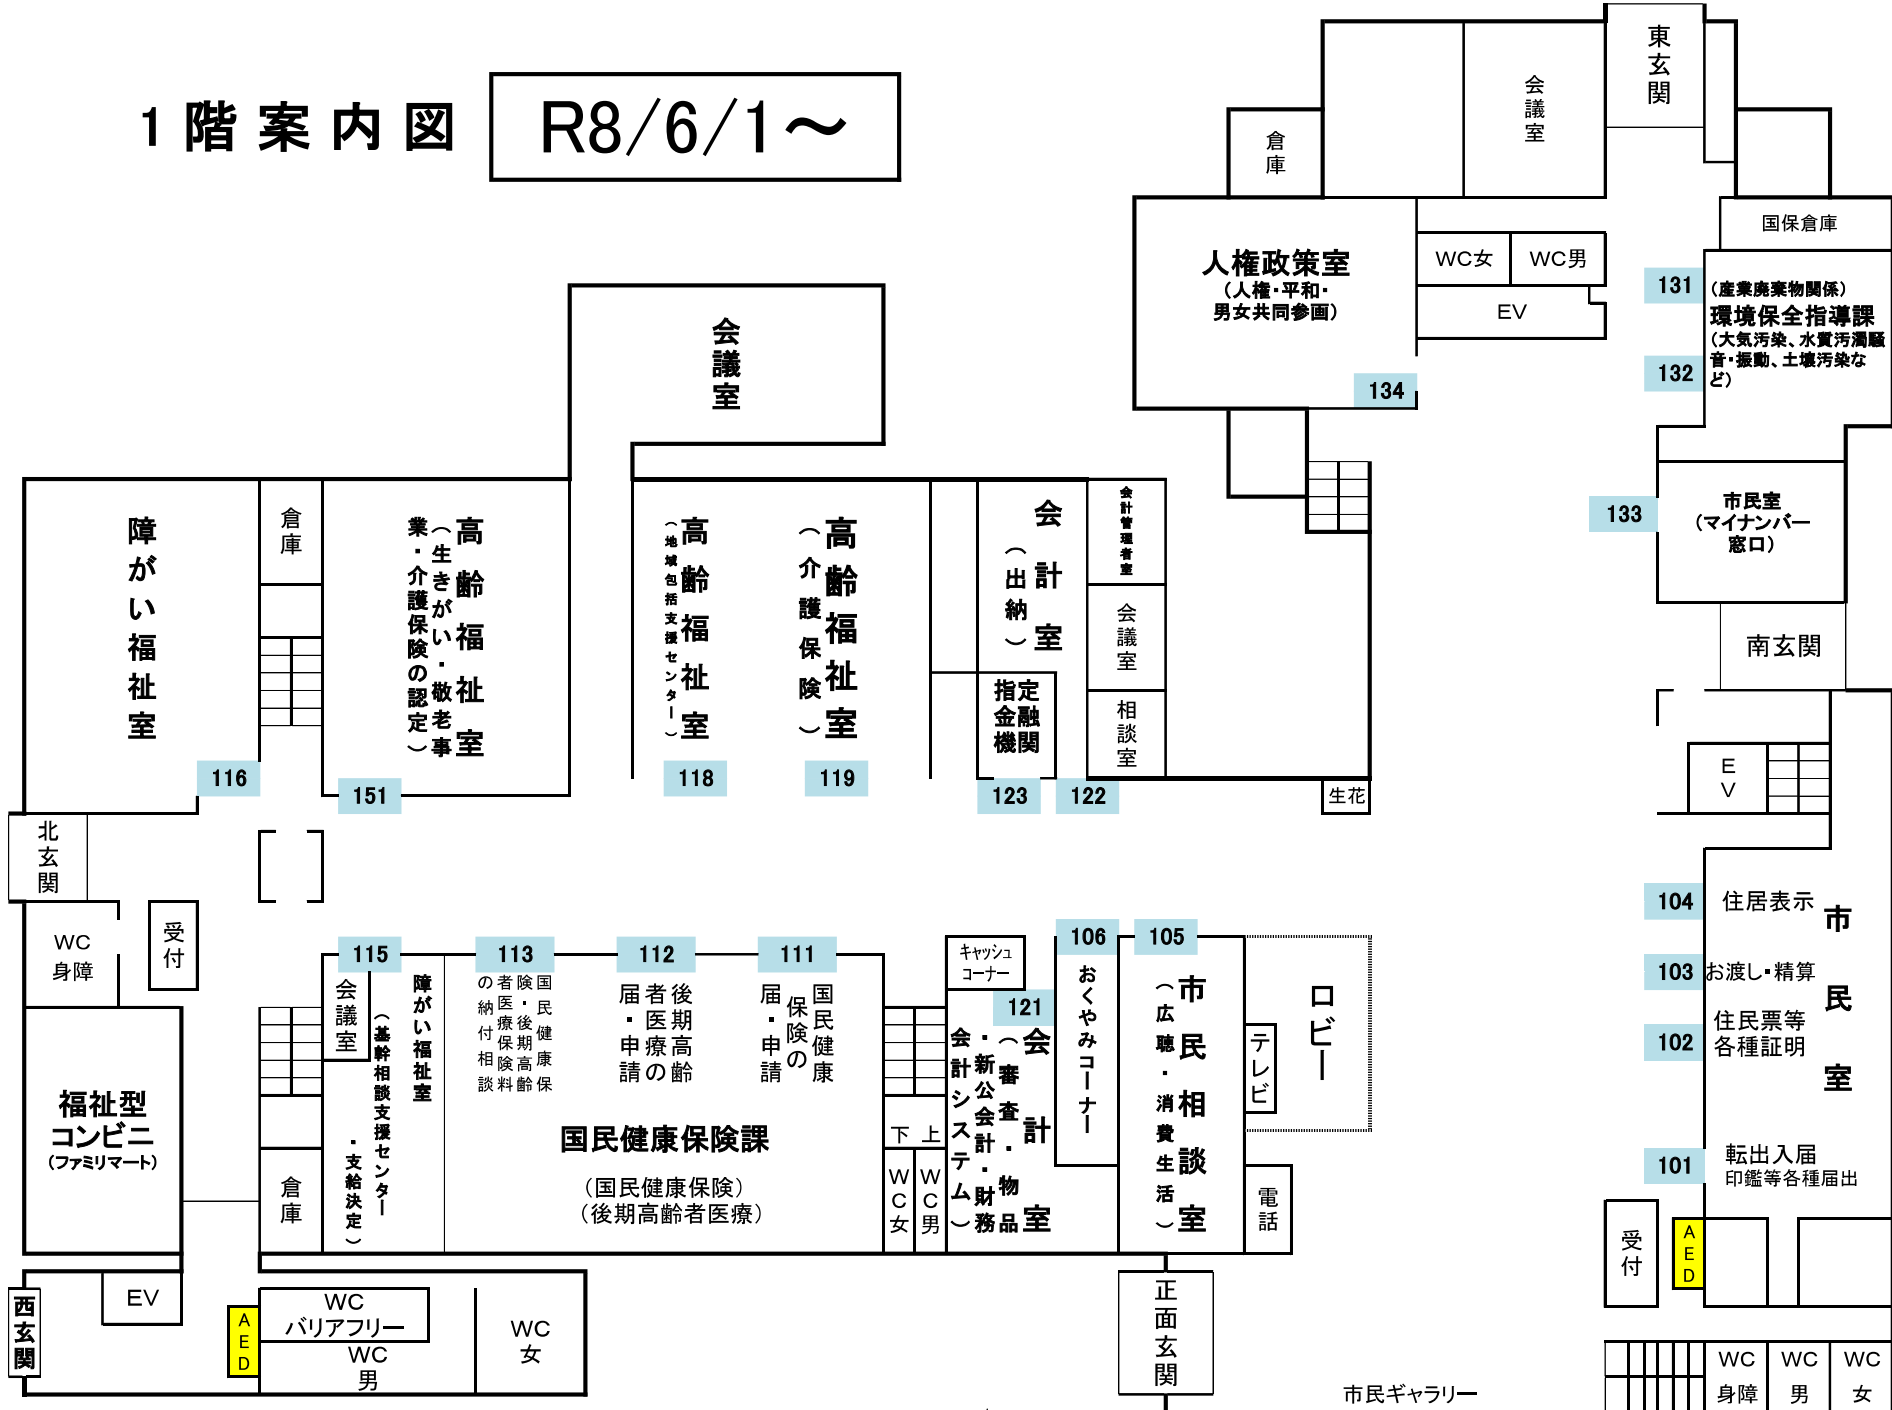 1階案内図
R8/6/1～
東玄関
会議室
倉庫
国保倉庫
人権政策室
(人権・平和・
男女共同参画)
134
WC女
WC男
EV
131
(産業廃棄物関係)
環境保全指導課
(大気汚染、水質汚濁騒
音・振動、土壌汚染な
ど)
132
133
市民室
(マイナンバー
窓口)
南玄関
EV
会議室
障がい福祉室
116
倉庫
高齢福祉室
(生きがい・敬老事
業・介護保険の認定)
151
高齢福祉室
(地域包括支援センター)
118
高齢福祉室
(介護保険)
119
会計室
(出納)
指定
金融
機関
123
122
会計管理者室
会議室
相談室
生花
北玄関
WC
身障
受付
福祉型
コンビニ
(ファミリマート)
倉庫
115
会議室
障がい福祉室
(基幹相談支援センター
・支給決定)
113
国民健康保
険・後期高齢
者医療保険料
の納付相談
112
後期高齢
者医療の
届・申請
111
国民健康
保険の
届・申請
国民健康保険課
(国民健康保険)
(後期高齢者医療)
下
上
WC女
WC男
キャッシュ
コーナー
121
会計室
(審査・物品
・新公会計・財務
会計システム)
106
おくやみコーナー
105
市民相談室
(広聴・消費生活)
ロビー
テレビ
電話
104
住居表示
103
お渡し・精算
102
住民票等
各種証明
101
転出入届
印鑑等各種届出
市民室
受付
AED
西玄関
EV
AED
WC
バリアフリー
WC
男
WC
女
正面玄関
市民ギャラリー
WC
身障
WC
男
WC
女